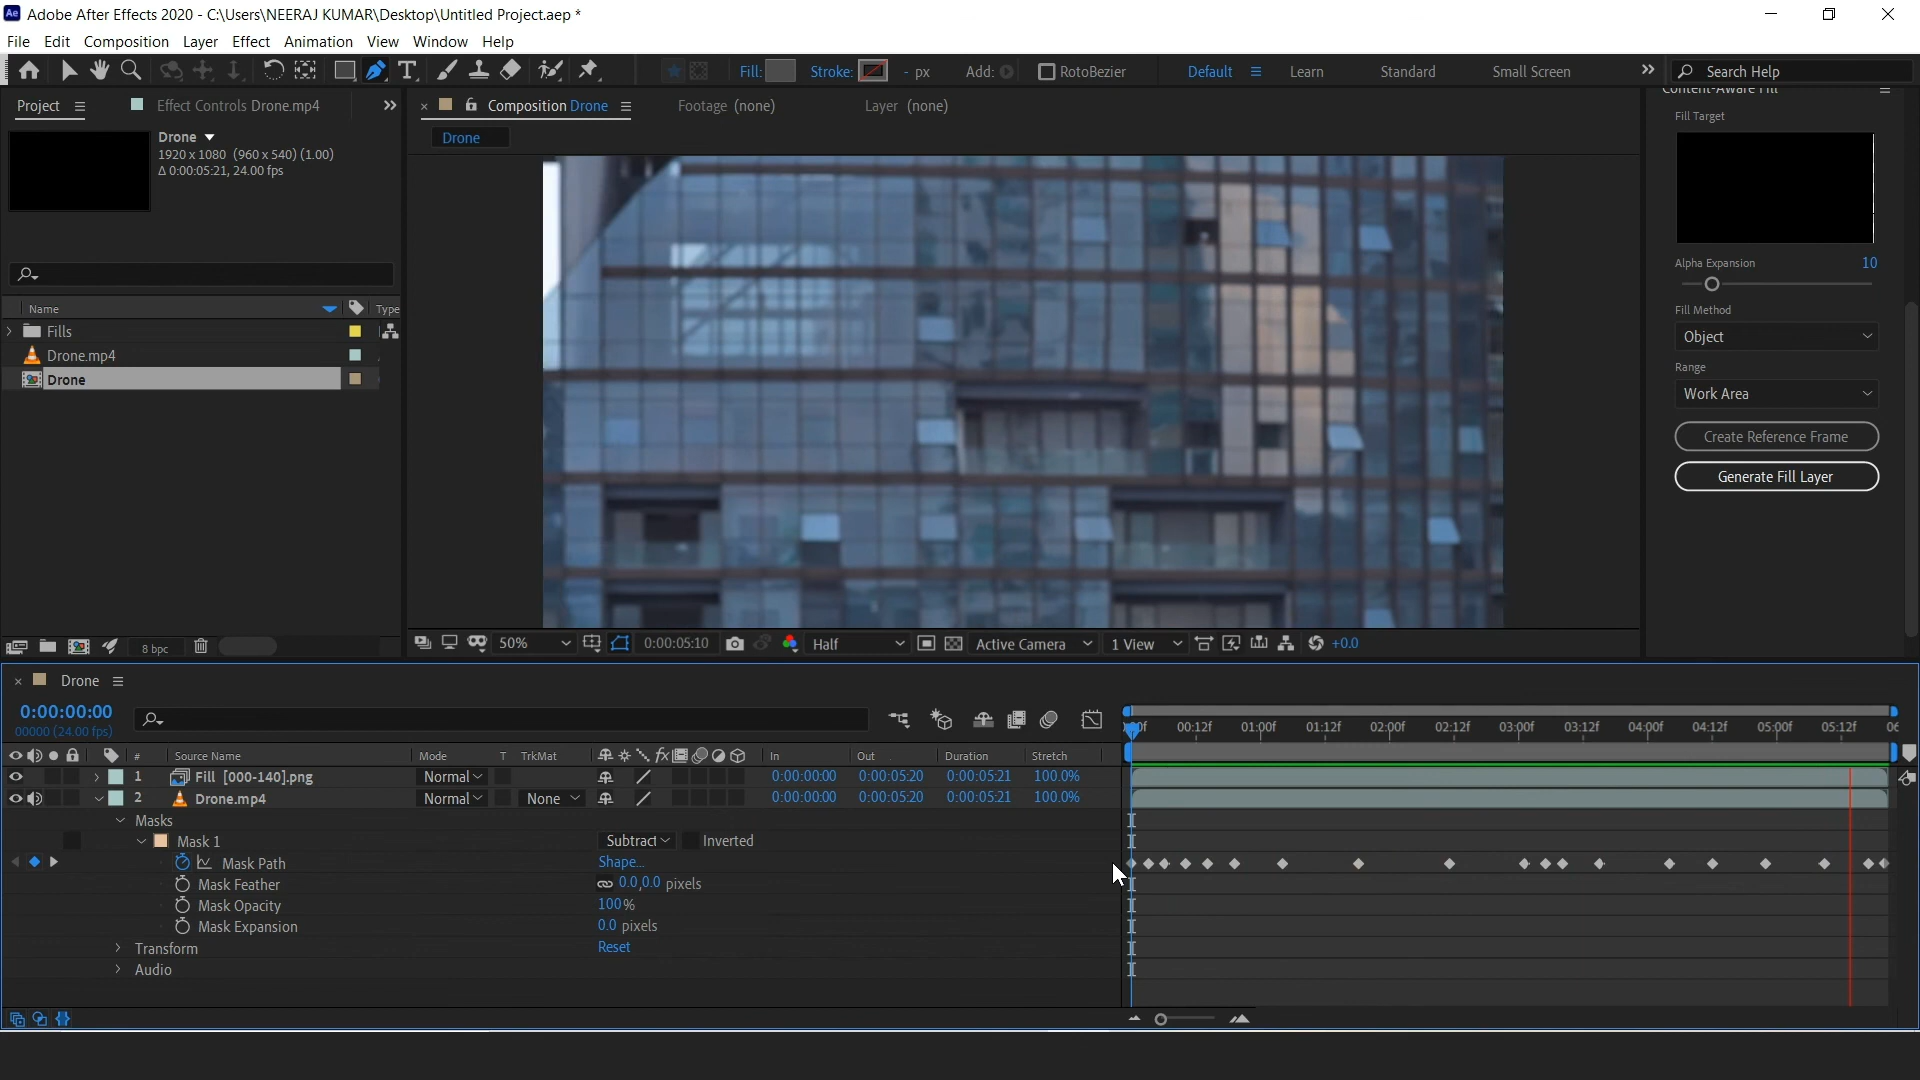 Adobe After Effects 2020 - C:\Users\NEERAJ KUMAR\Desktop\Untitled Project.aep *
File Edit Composition Layer Effect Animation View Window Help
Fill: Stroke: - px Add: RotoBezier Default Learn Standard Small Screen Search Help
Project Effect Controls Drone.mp4 Composition Drone Footage (none) Layer (none)
Content-Aware Fill
Drone
Fill Target
Drone
1920 x 1080 (960 x 540) (1.00)
Δ 0:00:05:21, 24.00 fps
Alpha Expansion 10
Name Type
Fill Method
Fills
Object
Drone.mp4
Range
Drone
Work Area
Create Reference Frame
Generate Fill Layer
8 bpc
50% 0:00:05:10 Half Active Camera 1 View +0.0
Drone
0:00:00:00
00000 (24.00 fps)
00:12f 01:00f 01:12f 02:00f 02:12f 03:00f 03:12f 04:00f 04:12f 05:00f 05:12f
# Source Name Mode T TrkMat fx In Out Duration Stretch
1 Fill [000-140].png Normal 0:00:00:00 0:00:05:20 0:00:05:21 100.0%
2 Drone.mp4 Normal None 0:00:00:00 0:00:05:20 0:00:05:21 100.0%
Masks
Mask 1 Subtract Inverted
Mask Path Shape...
Mask Feather 0.0,0.0 pixels
Mask Opacity 100%
Mask Expansion 0.0 pixels
Transform Reset
Audio